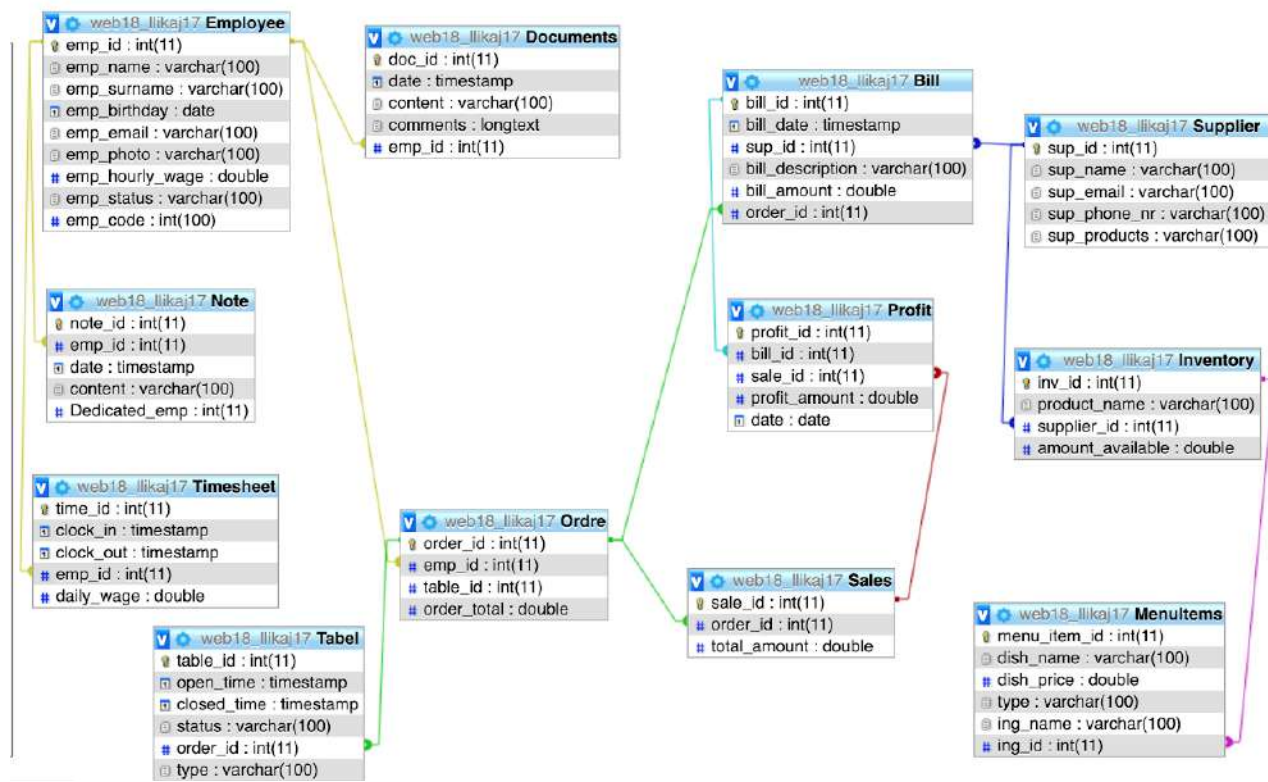 web18_llikaj17 Employee
emp_id : int(11)
emp_name : varchar(100)
emp_surname : varchar(100)
emp_birthday : date
emp_email : varchar(100)
emp_photo : varchar(100)
emp_hourly_wage : double
emp_status : varchar(100)
emp_code : int(100)
web18_llikaj17 Documents
doc_id : int(11)
date : timestamp
content : varchar(100)
comments : longtext
emp_id : int(11)
web18_llikaj17 Bill
bill_id : int(11)
bill_date : timestamp
sup_id : int(11)
bill_description : varchar(100)
bill_amount : double
order_id : int(11)
web18_llikaj17 Supplier
sup_id : int(11)
sup_name : varchar(100)
sup_email : varchar(100)
sup_phone_nr : varchar(100)
sup_products : varchar(100)
web18_llikaj17 Note
note_id : int(11)
emp_id : int(11)
date : timestamp
content : varchar(100)
Dedicated_emp : int(11)
web18_llikaj17 Profit
profit_id : int(11)
bill_id : int(11)
sale_id : int(11)
profit_amount : double
date : date
web18_llikaj17 Inventory
inv_id : int(11)
product_name : varchar(100)
supplier_id : int(11)
amount_available : double
web18_llikaj17 Timesheet
time_id : int(11)
clock_in : timestamp
clock_out : timestamp
emp_id : int(11)
daily_wage : double
web18_llikaj17 Ordre
order_id : int(11)
emp_id : int(11)
table_id : int(11)
order_total : double
web18_llikaj17 Sales
sale_id : int(11)
order_id : int(11)
total_amount : double
web18_llikaj17 MenuItems
menu_item_id : int(11)
dish_name : varchar(100)
dish_price : double
type : varchar(100)
ing_name : varchar(100)
ing_id : int(11)
web18_llikaj17 Tabel
table_id : int(11)
open_time : timestamp
closed_time : timestamp
status : varchar(100)
order_id : int(11)
type : varchar(100)